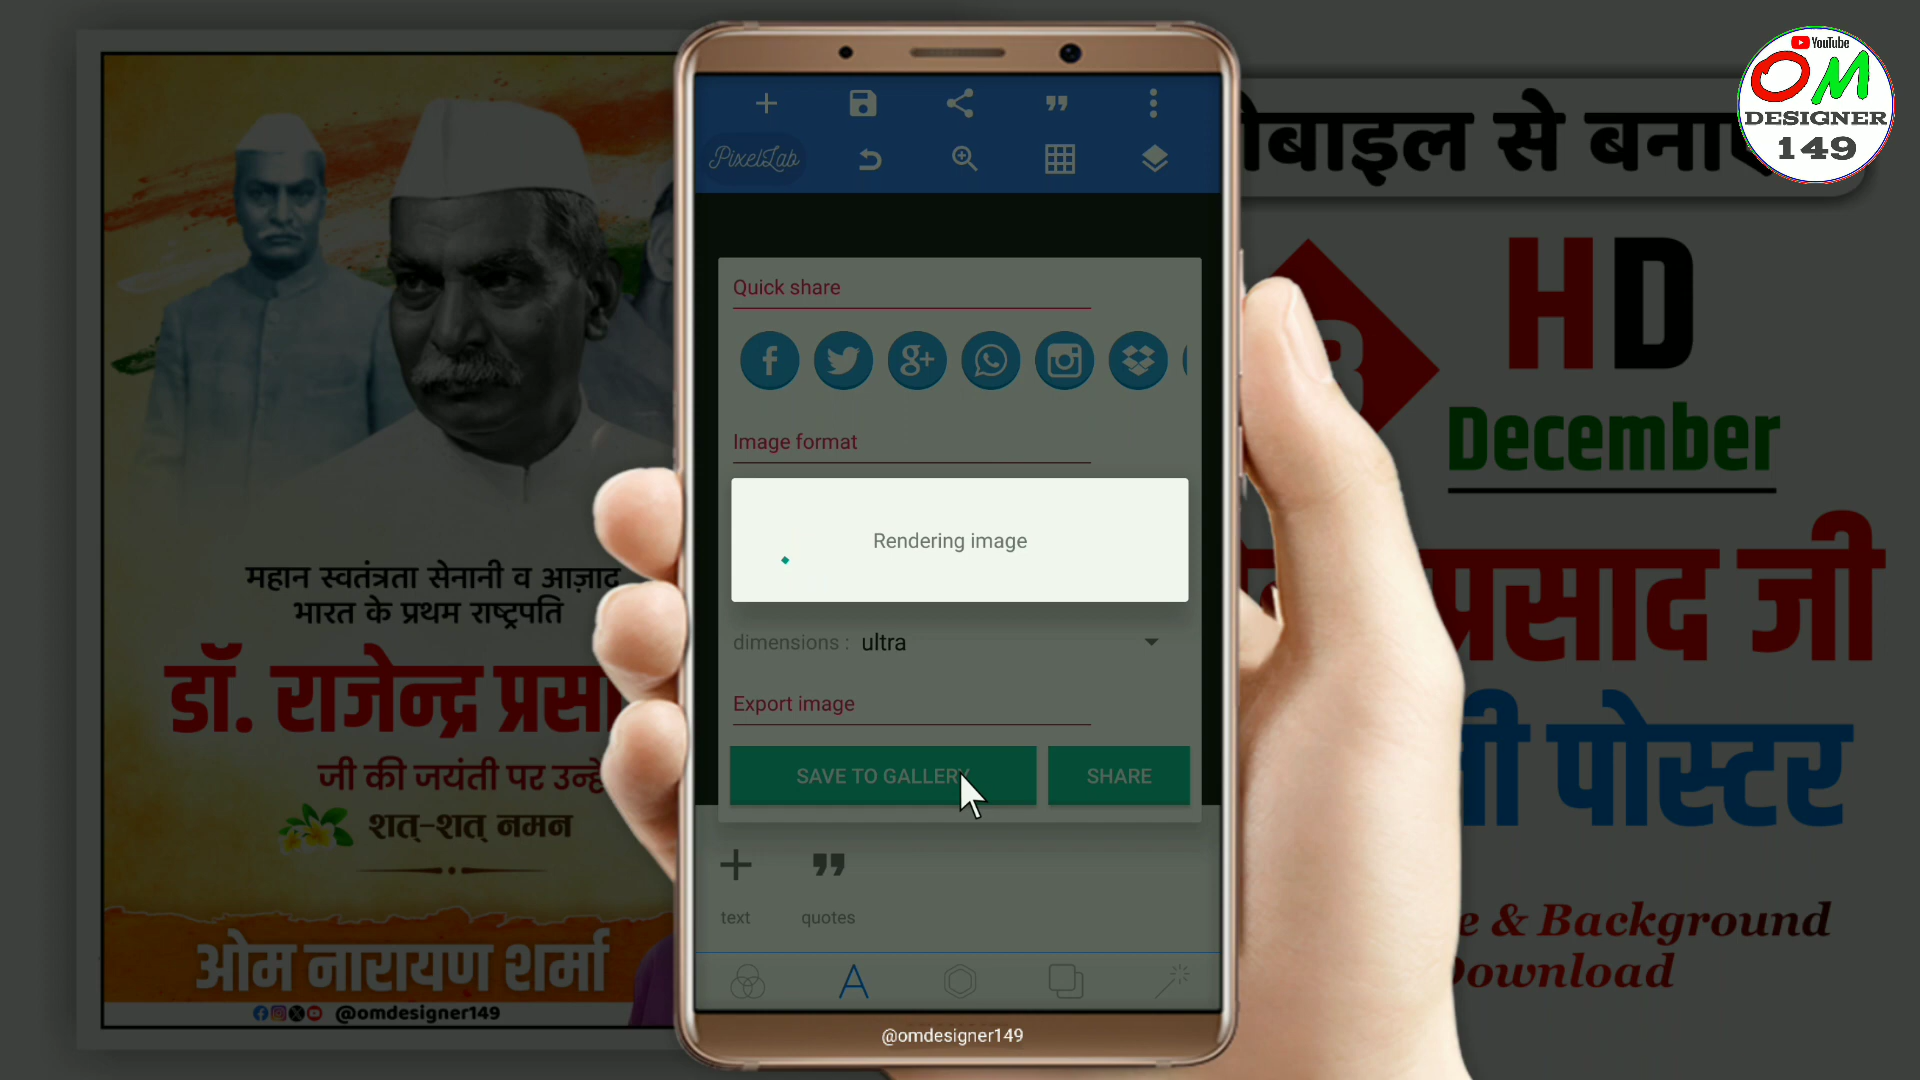 महान स्वतंत्रता सेनानी व आज़ाद
भारत के प्रथम राष्ट्रपति
डॉ. राजेन्द्र
जी की जयंती पर
शत्-शत् नमन
ओम नारायण शर्मा
@omdesigner149
PixelLab
Quick share
Image format
Rendering image
dimensions : ultra
Export image
SAVE TO GALLERY
SHARE
text
quotes
@omdesigner149
YouTube
OM
DESIGNER
149
से बनाए
HD
December
प्रसाद जी
पोस्टर
& Background
Download